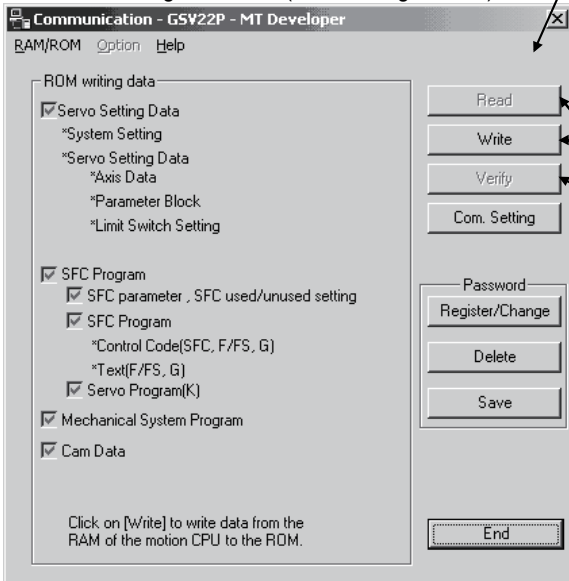 Communication - GSV22P - MT Developer
RAM/ROM Option Help
ROM writing data
Servo Setting Data
*System Setting
*Servo Setting Data
*Axis Data
*Parameter Block
*Limit Switch Setting
SFC Program
SFC parameter , SFC used/unused setting
SFC Program
*Control Code(SFC, F/FS, G)
*Text(F/FS, G)
Servo Program(K)
Mechanical System Program
Cam Data
Click on [Write] to write data from the
RAM of the motion CPU to the ROM.
Read
Write
Verify
Com. Setting
Password
Register/Change
Delete
Save
End